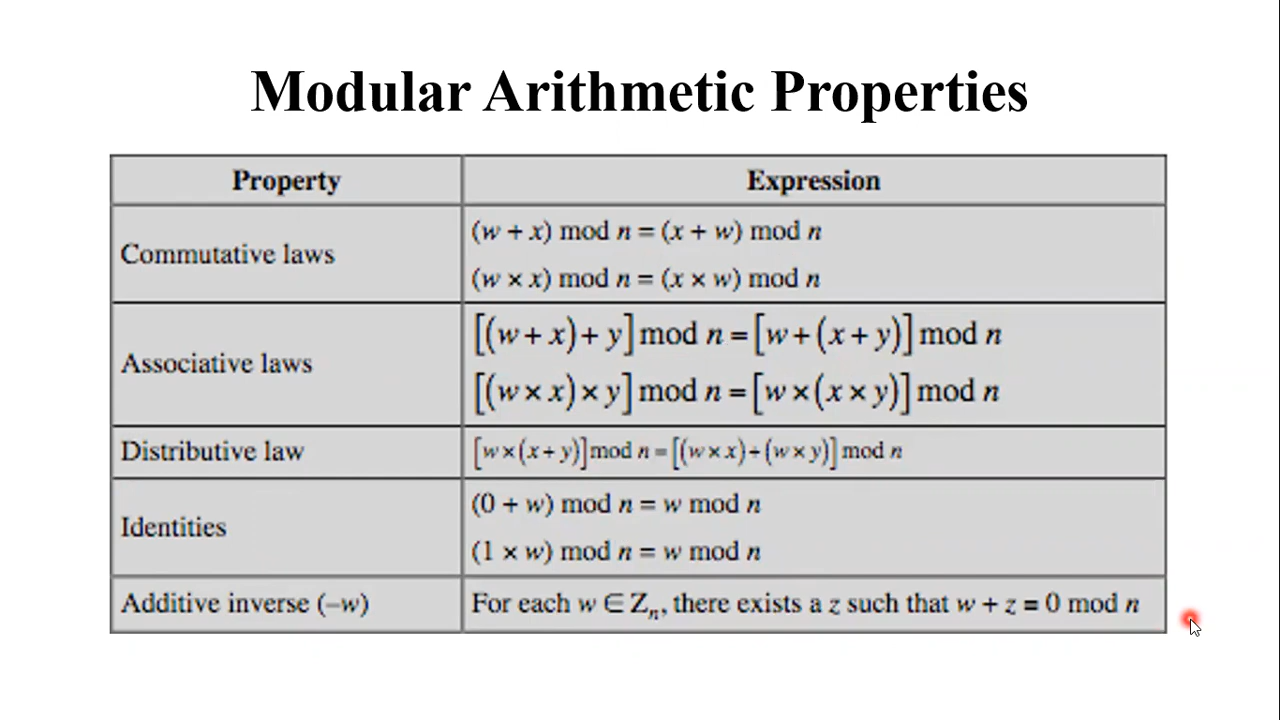 Modular Arithmetic Properties
Property Expression
Commutative laws
(w + x) mod n = (x + w) mod n
(w × x) mod n = (x × w) mod n
Associative laws
[(w + x) + y] mod n = [w + (x + y)] mod n
[(w × x) × y] mod n = [w × (x × y)] mod n
Distributive law
[w × (x + y)] mod n = [(w × x) + (w × y)] mod n
Identities
(0 + w) mod n = w mod n
(1 × w) mod n = w mod n
Additive inverse (–w)
For each w ∈ Zₙ, there exists a z such that w + z = 0 mod n